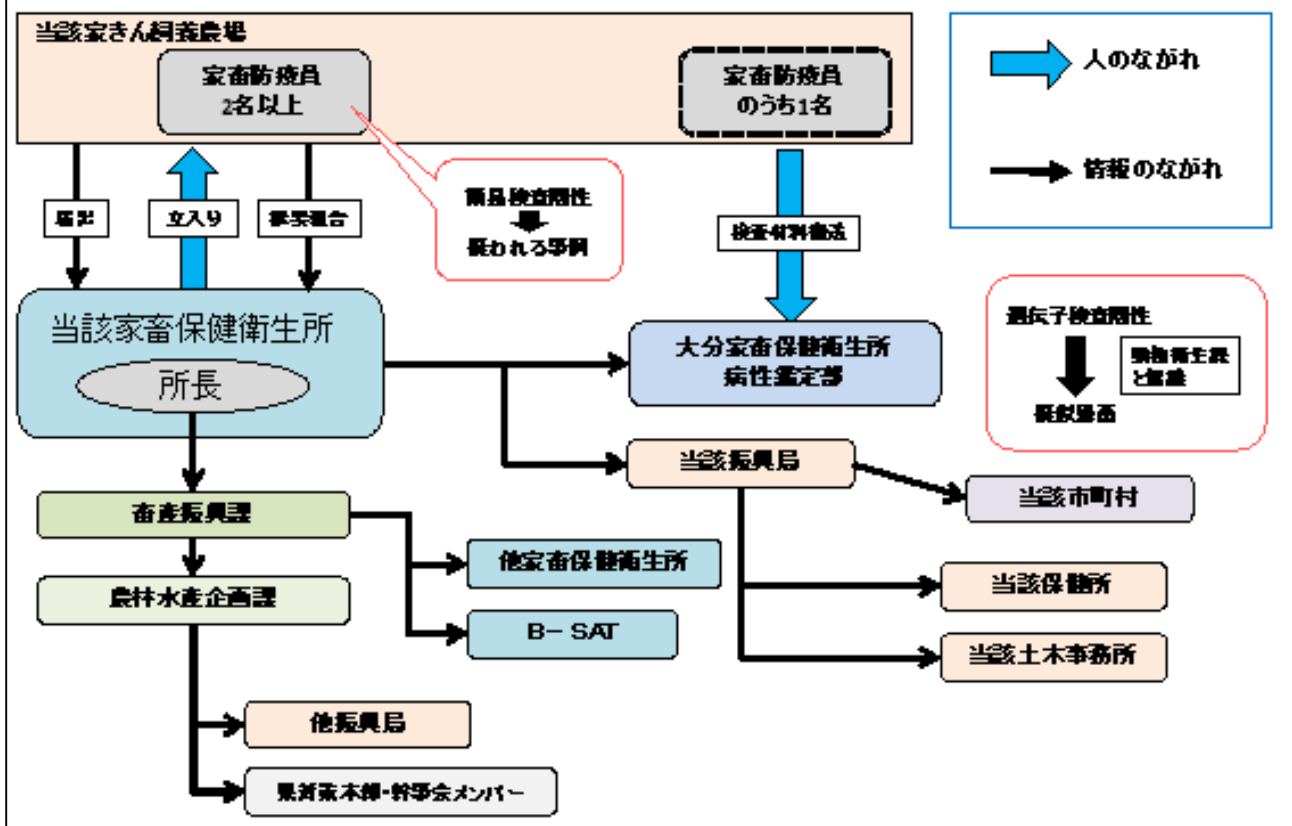 当該家きん飼養農場
家畜防疫員
2名以上
家畜防疫員
のうち1名
人のながれ
情報のながれ
届出
立入り
簡易検査陽性
疑われる事例
検査材料搬送
当該家畜保健衛生所
所長
大分家畜保健衛生所
病性鑑定部
遺伝子検査陽性
動物衛生課
と協議
疑似患畜
当該振興局
当該市町村
畜産振興課
他家畜保健衛生所
当該保健所
農林水産企画課
B－SAT
当該土木事務所
他振興局
県対策本部・幹事会メンバー